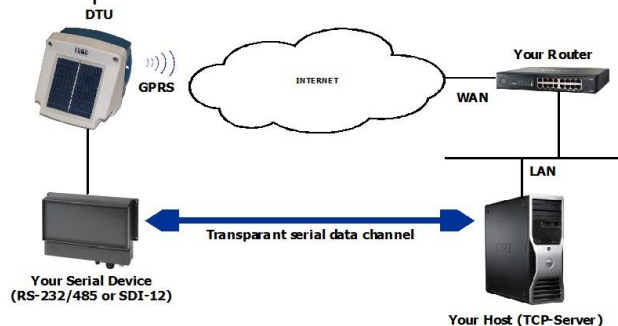 DTU
Your Router
INTERNET
GPRS
WAN
LAN
Transparant serial data channel
Your Serial Device
(RS-232/485 or SDI-12)
Your Host (TCP-Server)